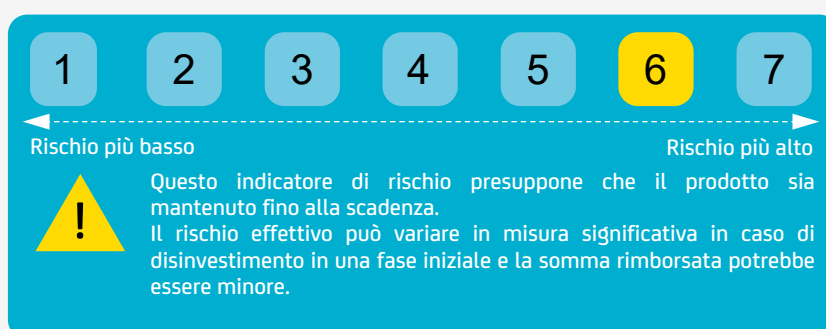 1 2 3 4 5 6 7
Rischio più basso Rischio più alto
!
Questo indicatore di rischio presuppone che il prodotto sia
mantenuto fino alla scadenza.
Il rischio effettivo può variare in misura significativa in caso di
disinvestimento in una fase iniziale e la somma rimborsata potrebbe
essere minore.